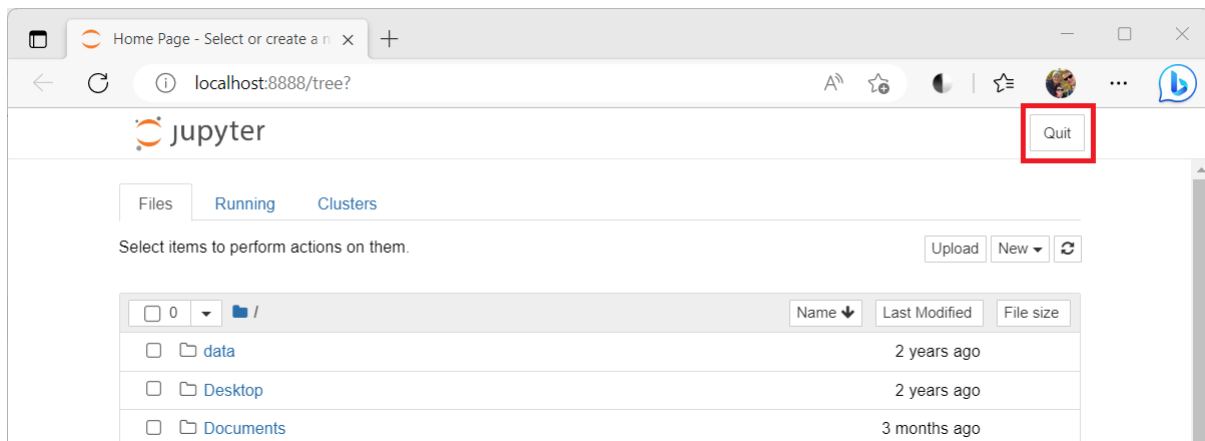 Home Page - Select or create a n
localhost:8888/tree?
jupyter
Quit
Files Running Clusters
Select items to perform actions on them.
Upload New
0 / Name Last Modified File size
data 2 years ago
Desktop 2 years ago
Documents 3 months ago